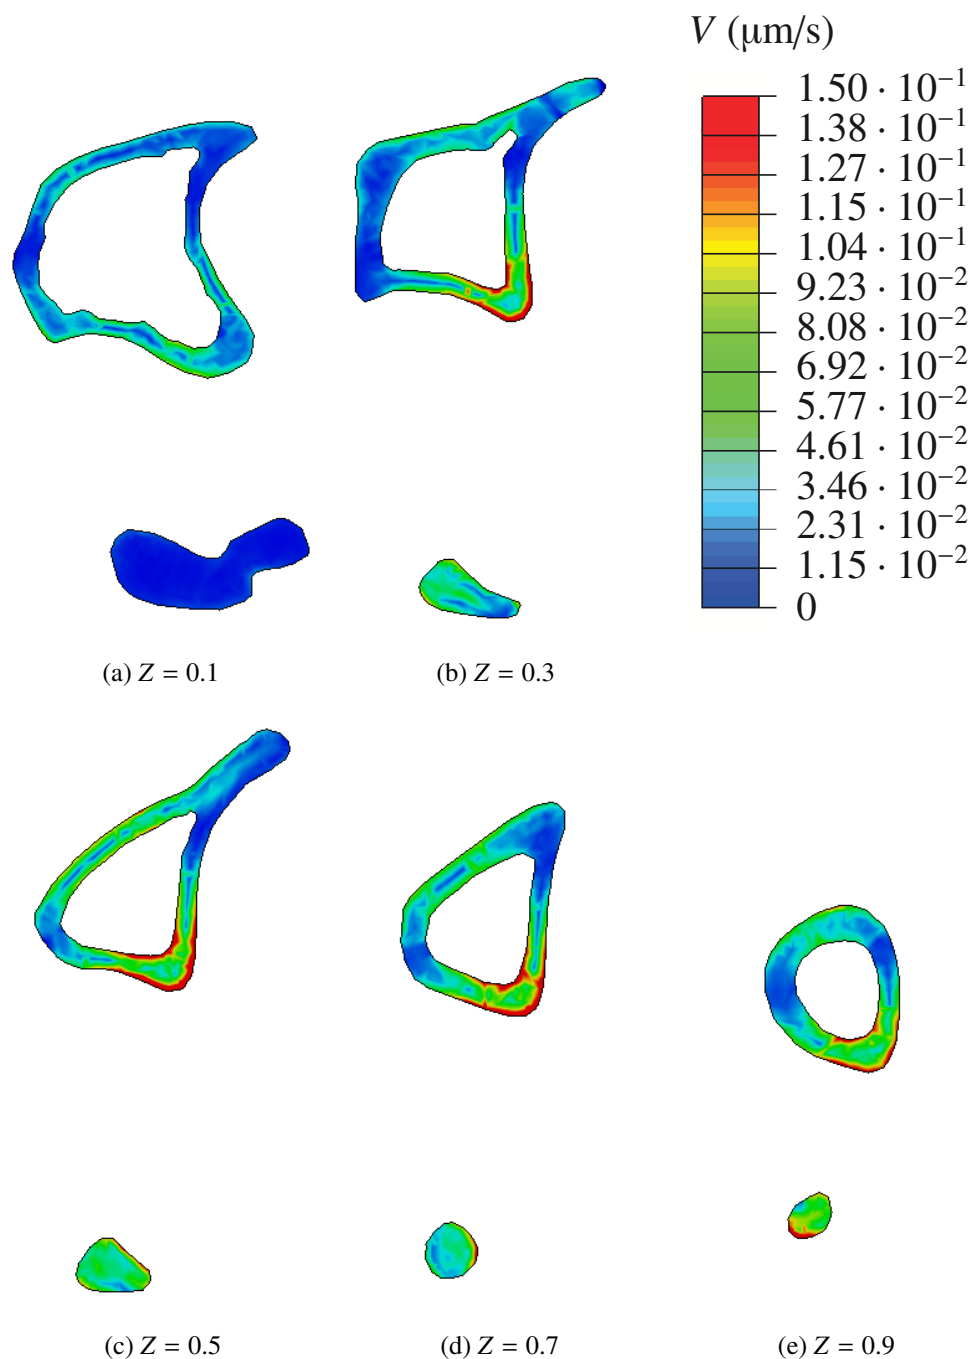 V (μm/s)
1.50 · 10⁻¹
1.38 · 10⁻¹
1.27 · 10⁻¹
1.15 · 10⁻¹
1.04 · 10⁻¹
9.23 · 10⁻²
8.08 · 10⁻²
6.92 · 10⁻²
5.77 · 10⁻²
4.61 · 10⁻²
3.46 · 10⁻²
2.31 · 10⁻²
1.15 · 10⁻²
0
(a) Z = 0.1
(b) Z = 0.3
(c) Z = 0.5
(d) Z = 0.7
(e) Z = 0.9